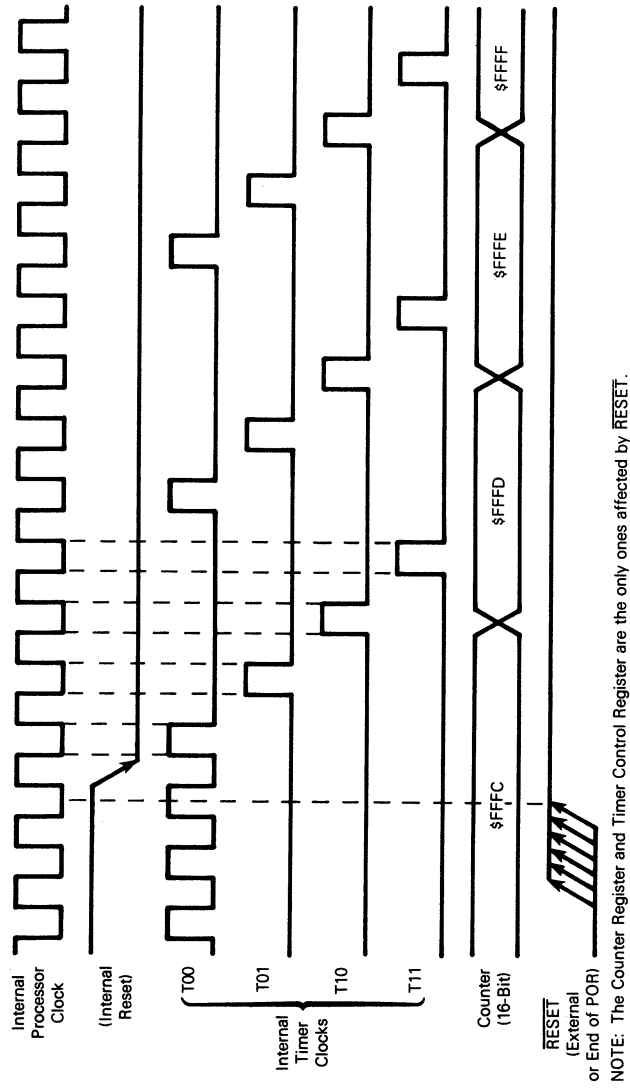 Internal
Processor
Clock
(Internal
Reset)
Internal
Timer
Clocks
T00
T01
T10
T11
Counter
(16-Bit)
$FFFC
$FFFD
$FFFE
$FFFF
RESET
(External
or End of POR)
NOTE: The Counter Register and Timer Control Register are the only ones affected by RESET.